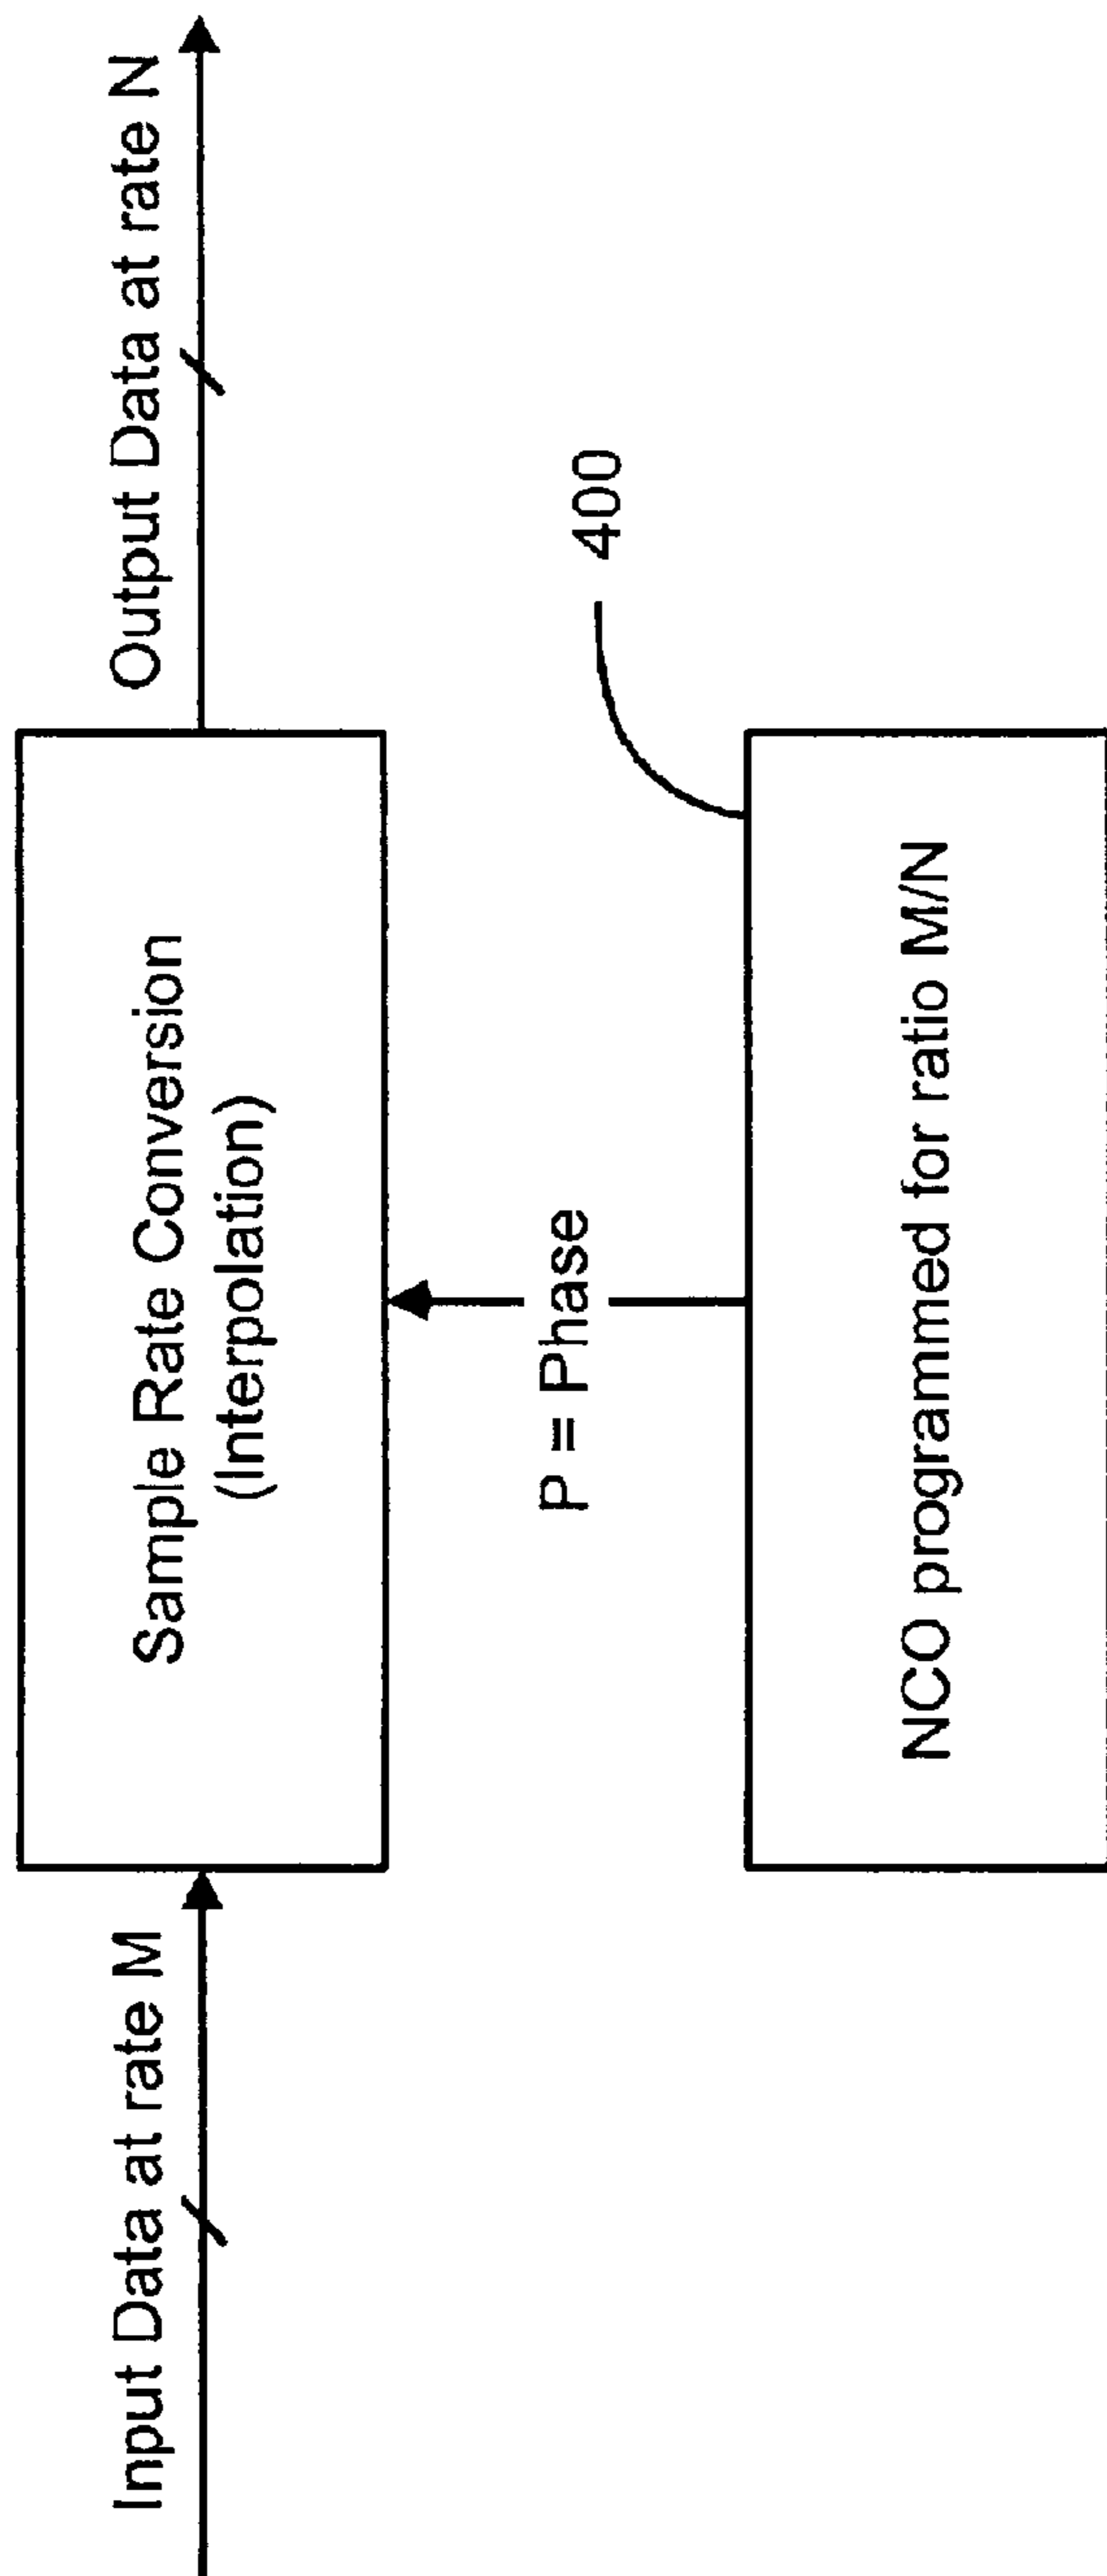 Input Data at rate M
Sample Rate Conversion
(Interpolation)
Output Data at rate N
P = Phase
400
NCO programmed for ratio M/N